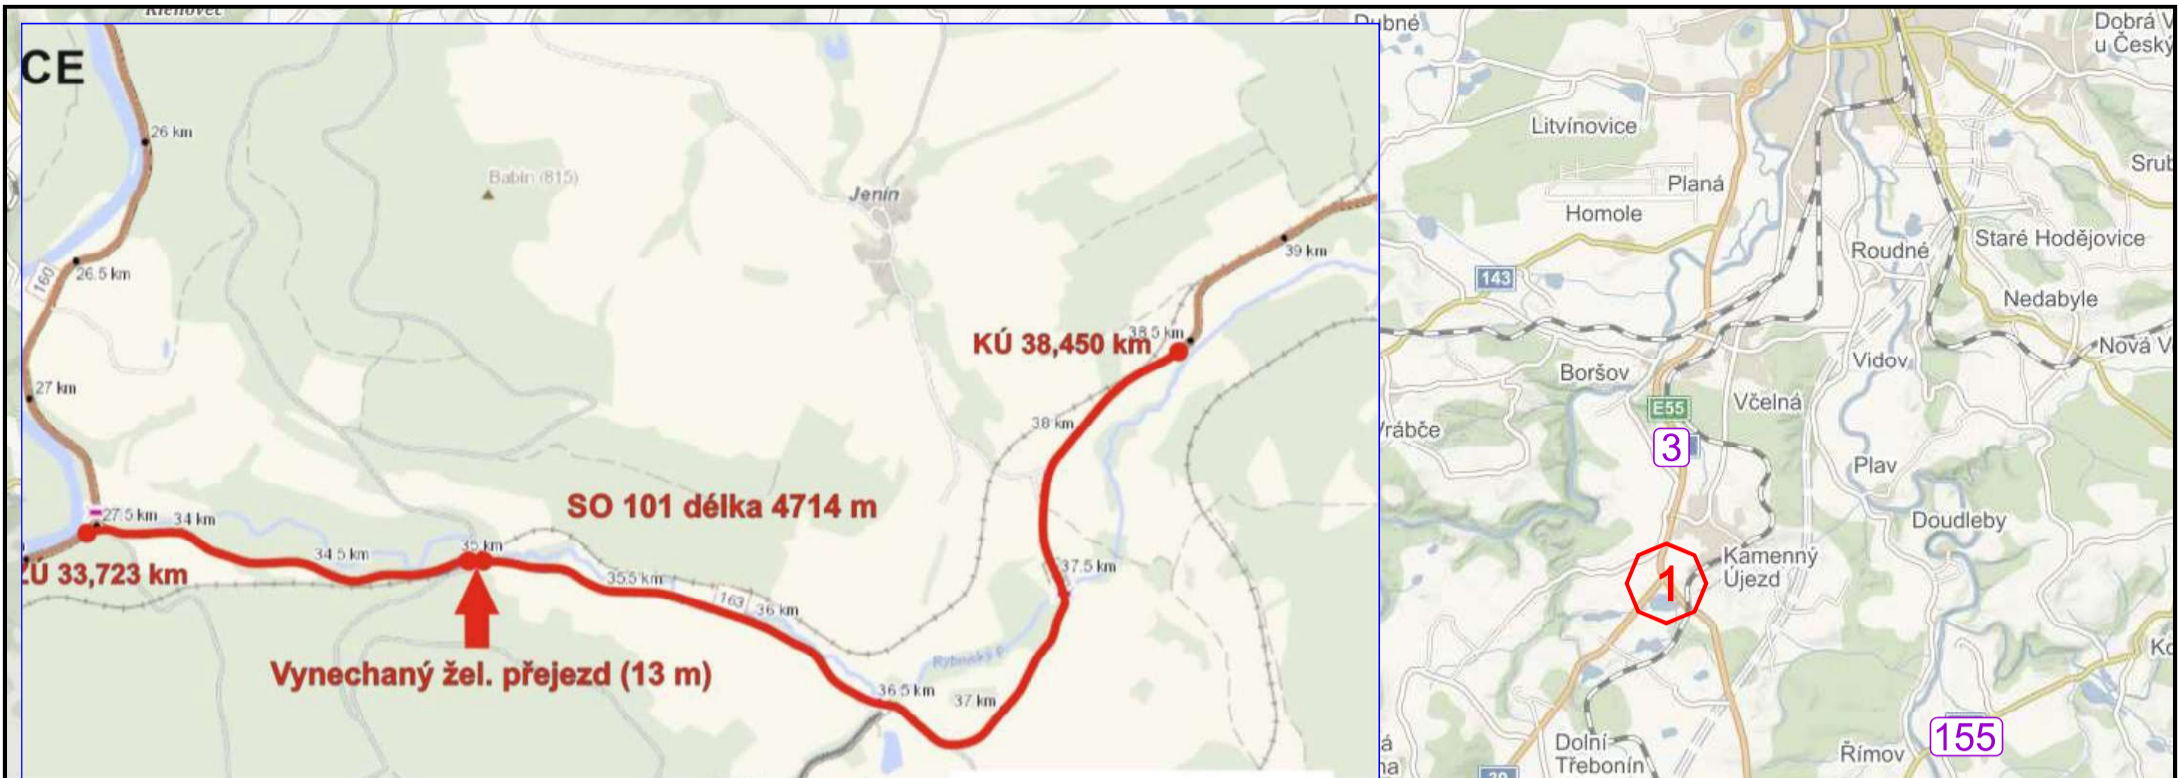 CE
26 km
Babín (815)
Jenín
160
26.5 km
39 km
38.5 km
KÚ 38,450 km
27 km
38 km
SO 101 délka 4714 m
27.5 km
34 km
34.5 km
35 km
ZÚ 33,723 km
37.5 km
35.5 km
163
36 km
Vynechaný žel. přejezd (13 m)
Rybnický p.
36.5 km
37 km
Dubné
Dobrá V
u Český
Litvínovice
Planá
Srub
Homole
Roudné
Staré Hodějovice
143
Nedabyle
Nová V
Boršov
Vidov
E55
Včelná
Vrábče
3
Plav
Doudleby
1
Kamenný
Újezd
Ko
155
Dolní
Třebonín
Římov
39